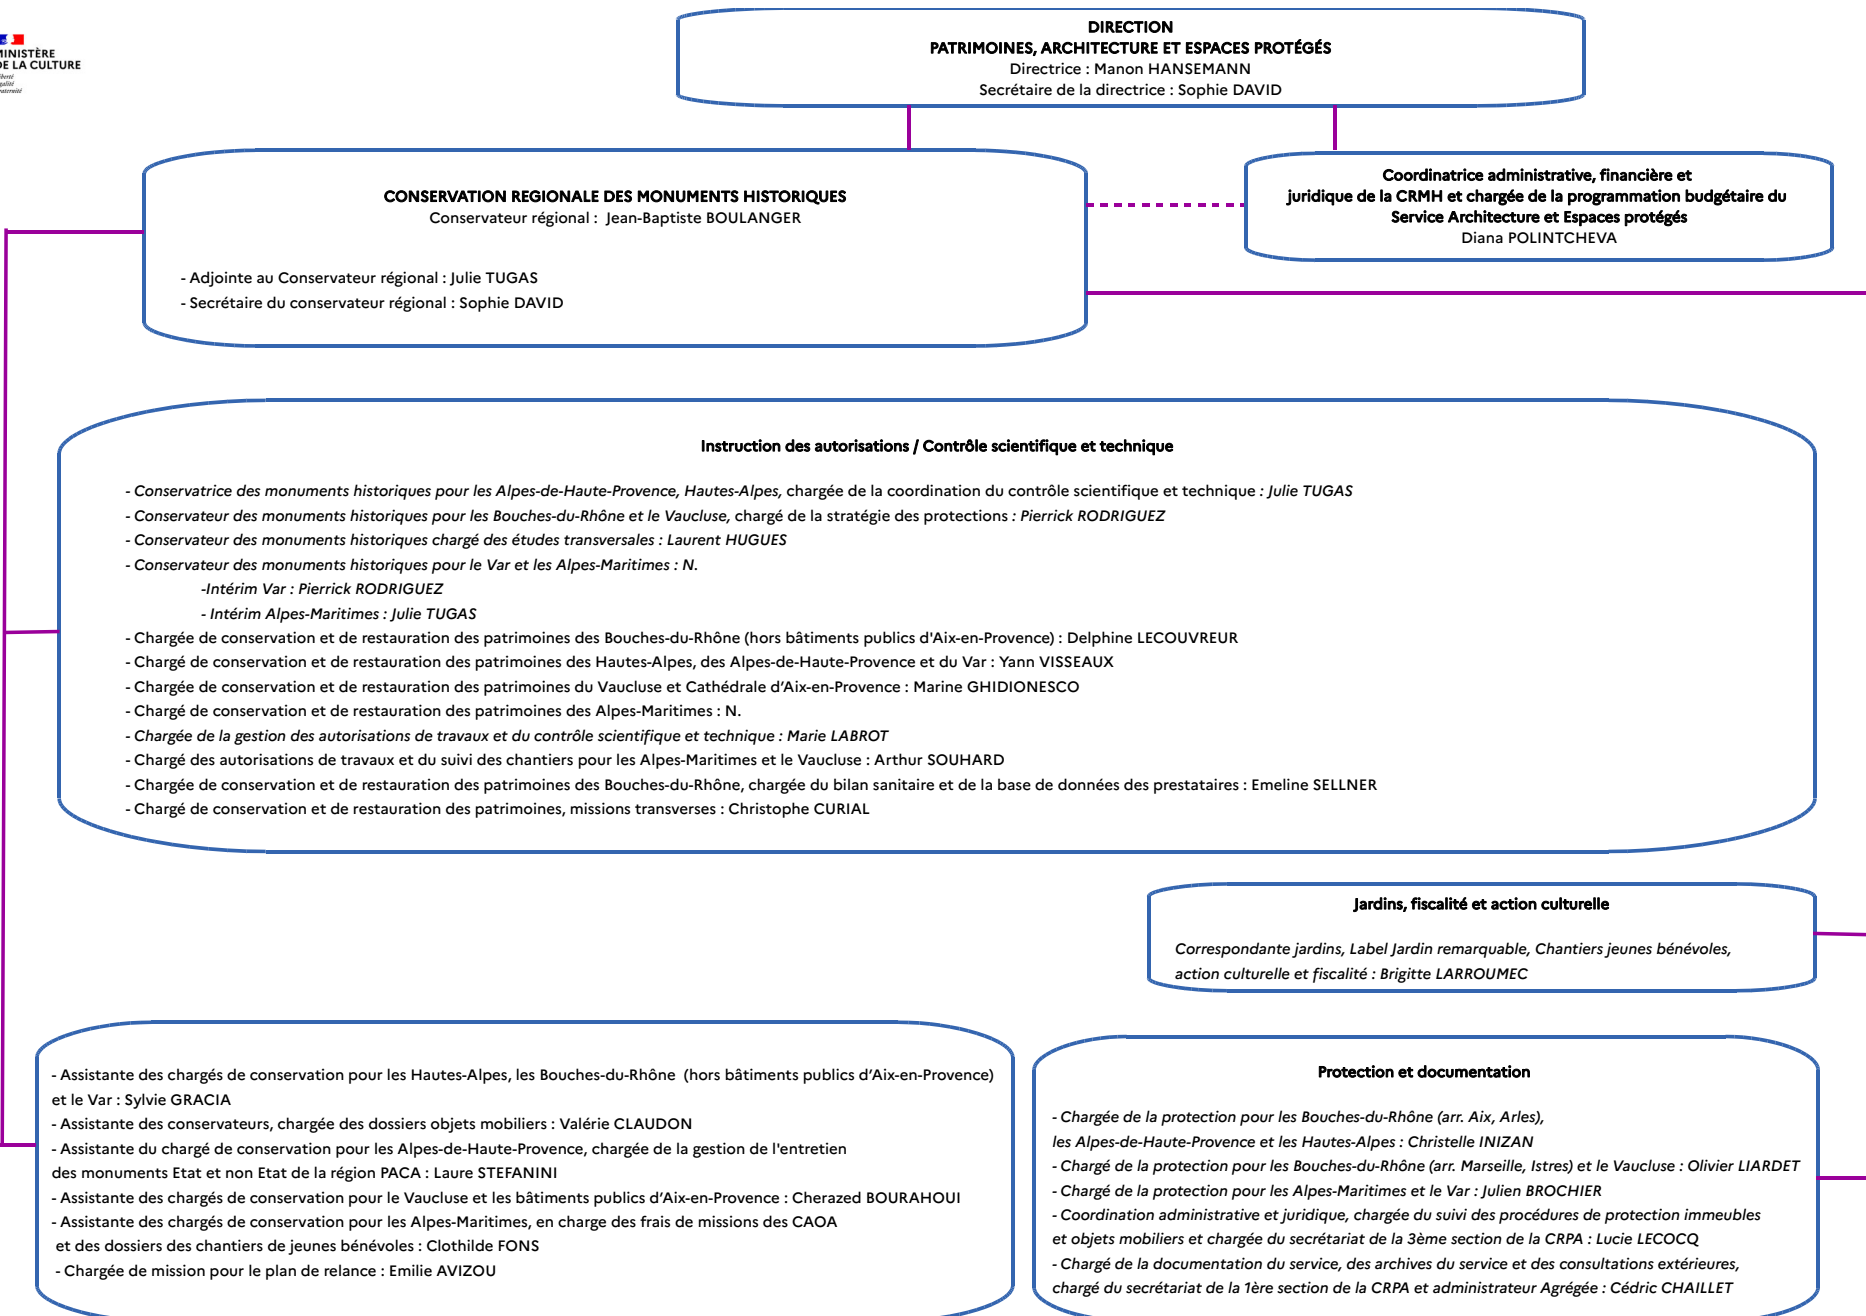 MINISTÈRE
DE LA CULTURE
Liberté
Égalité
Fraternité
DIRECTION
PATRIMOINES, ARCHITECTURE ET ESPACES PROTÉGÉS
Directrice : Manon HANSEMANN
Secrétaire de la directrice : Sophie DAVID
CONSERVATION REGIONALE DES MONUMENTS HISTORIQUES
Conservateur régional : Jean-Baptiste BOULANGER
- Adjointe au Conservateur régional : Julie TUGAS
- Secrétaire du conservateur régional : Sophie DAVID
Coordinatrice administrative, financière et
juridique de la CRMH et chargée de la programmation budgétaire du
Service Architecture et Espaces protégés
Diana POLINTCHEVA
Instruction des autorisations / Contrôle scientifique et technique
- Conservatrice des monuments historiques pour les Alpes-de-Haute-Provence, Hautes-Alpes, chargée de la coordination du contrôle scientifique et technique : Julie TUGAS
- Conservateur des monuments historiques pour les Bouches-du-Rhône et le Vaucluse, chargé de la stratégie des protections : Pierrick RODRIGUEZ
- Conservateur des monuments historiques chargé des études transversales : Laurent HUGUES
- Conservateur des monuments historiques pour le Var et les Alpes-Maritimes : N.
-Intérim Var : Pierrick RODRIGUEZ
- Intérim Alpes-Maritimes : Julie TUGAS
- Chargée de conservation et de restauration des patrimoines des Bouches-du-Rhône (hors bâtiments publics d'Aix-en-Provence) : Delphine LECOUVREUR
- Chargé de conservation et de restauration des patrimoines des Hautes-Alpes, des Alpes-de-Haute-Provence et du Var : Yann VISSEAUX
- Chargée de conservation et de restauration des patrimoines du Vaucluse et Cathédrale d'Aix-en-Provence : Marine GHIDIONESCO
- Chargé de conservation et de restauration des patrimoines des Alpes-Maritimes : N.
- Chargée de la gestion des autorisations de travaux et du contrôle scientifique et technique : Marie LABROT
- Chargé des autorisations de travaux et du suivi des chantiers pour les Alpes-Maritimes et le Vaucluse : Arthur SOUHARD
- Chargée de conservation et de restauration des patrimoines des Bouches-du-Rhône, chargée du bilan sanitaire et de la base de données des prestataires : Emeline SELLNER
- Chargé de conservation et de restauration des patrimoines, missions transverses : Christophe CURIAL
Jardins, fiscalité et action culturelle
Correspondante jardins, Label Jardin remarquable, Chantiers jeunes bénévoles,
action culturelle et fiscalité : Brigitte LARROUMEC
- Assistante des chargés de conservation pour les Hautes-Alpes, les Bouches-du-Rhône (hors bâtiments publics d'Aix-en-Provence)
et le Var : Sylvie GRACIA
- Assistante des conservateurs, chargée des dossiers objets mobiliers : Valérie CLAUDON
- Assistante du chargé de conservation pour les Alpes-de-Haute-Provence, chargée de la gestion de l'entretien
des monuments Etat et non Etat de la région PACA : Laure STEFANINI
- Assistante des chargés de conservation pour le Vaucluse et les bâtiments publics d'Aix-en-Provence : Cherazed BOURAHOUI
- Assistante des chargés de conservation pour les Alpes-Maritimes, en charge des frais de missions des CAOA
et des dossiers des chantiers de jeunes bénévoles : Clothilde FONS
- Chargée de mission pour le plan de relance : Emilie AVIZOU
Protection et documentation
- Chargée de la protection pour les Bouches-du-Rhône (arr. Aix, Arles),
les Alpes-de-Haute-Provence et les Hautes-Alpes : Christelle INIZAN
- Chargé de la protection pour les Bouches-du-Rhône (arr. Marseille, Istres) et le Vaucluse : Olivier LIARDET
- Chargé de la protection pour les Alpes-Maritimes et le Var : Julien BROCHIER
- Coordination administrative et juridique, chargée du suivi des procédures de protection immeubles
et objets mobiliers et chargée du secrétariat de la 3ème section de la CRPA : Lucie LECOCQ
- Chargé de la documentation du service, des archives du service et des consultations extérieures,
chargé du secrétariat de la 1ère section de la CRPA et administrateur Agrégée : Cédric CHAILLET